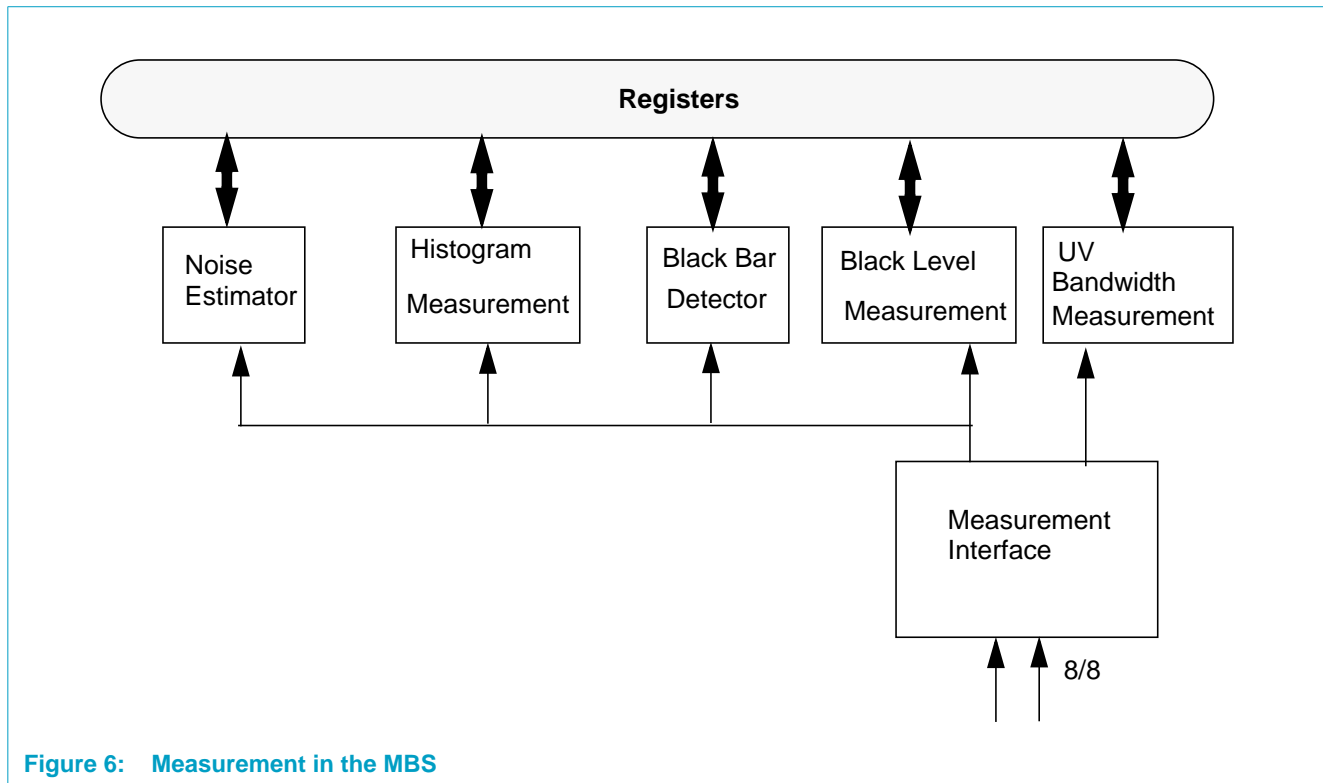 Registers
Noise
Estimator
Histogram
Measurement
Black Bar
Detector
Black Level
Measurement
UV
Bandwidth
Measurement
Measurement
Interface
8/8
Figure 6: Measurement in the MBS